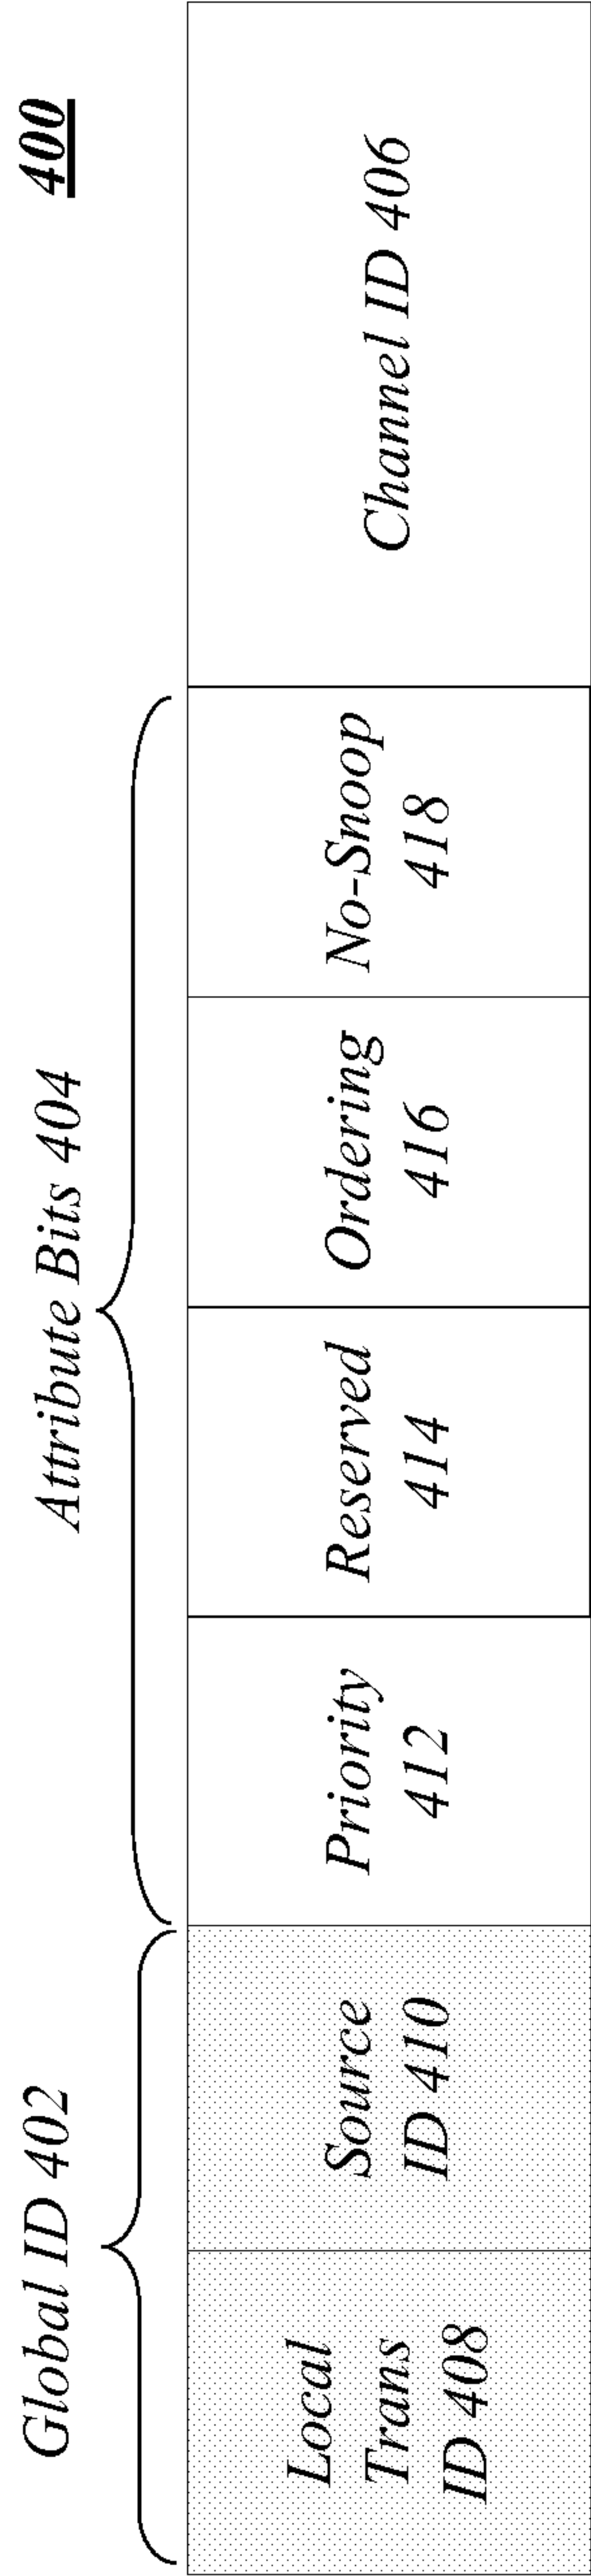 400
Global ID 402
Attribute Bits 404
Local
Trans
ID 408
Source
ID 410
Priority
412
Reserved
414
Ordering
416
No-Snoop
418
Channel ID 406